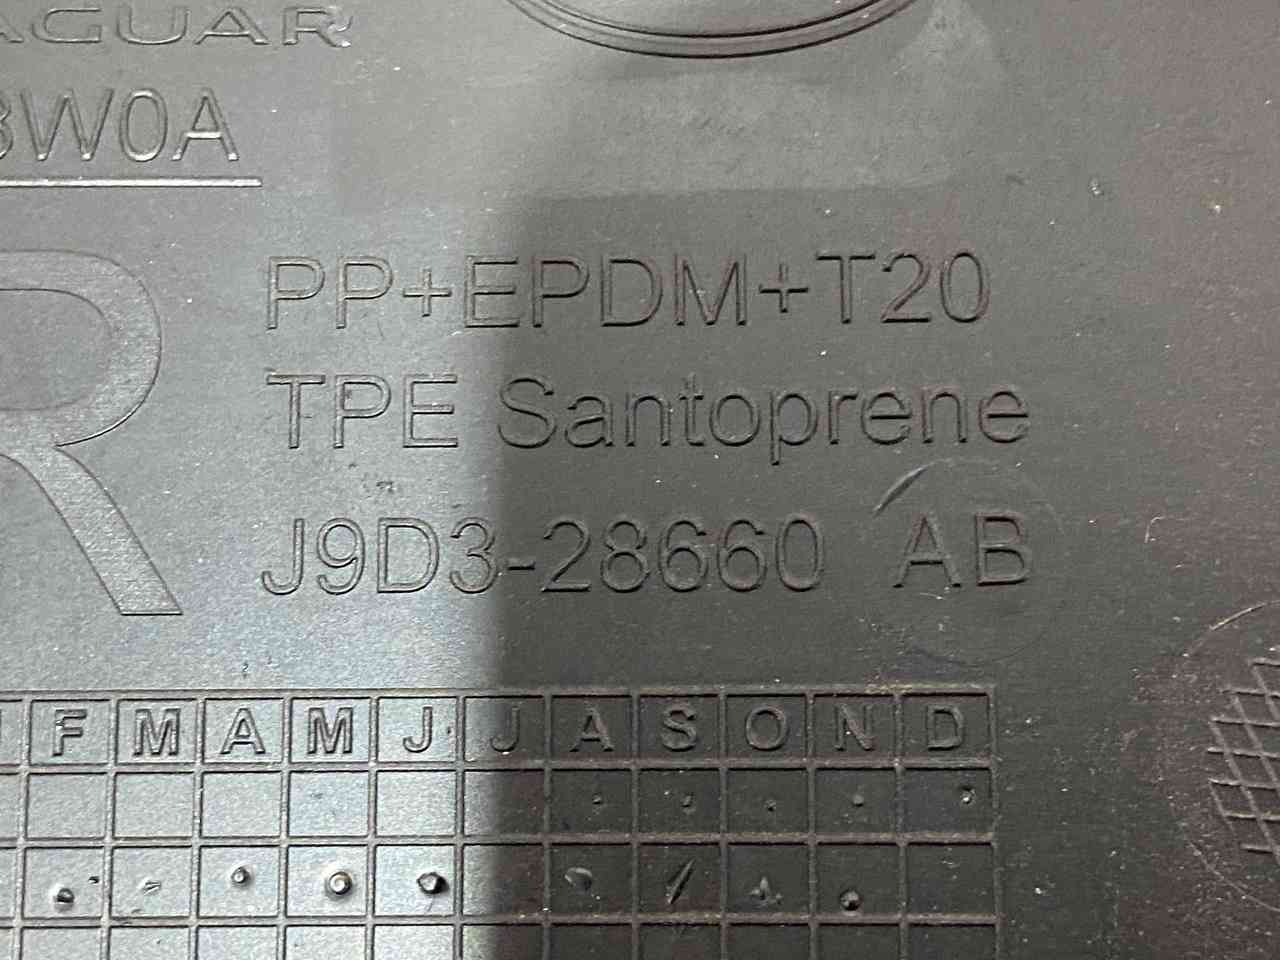 AGUAR
3W0A
R
PP+EPDM+T20
TPE Santoprene
J9D3-28660 AB
F M A M J J A S O N D